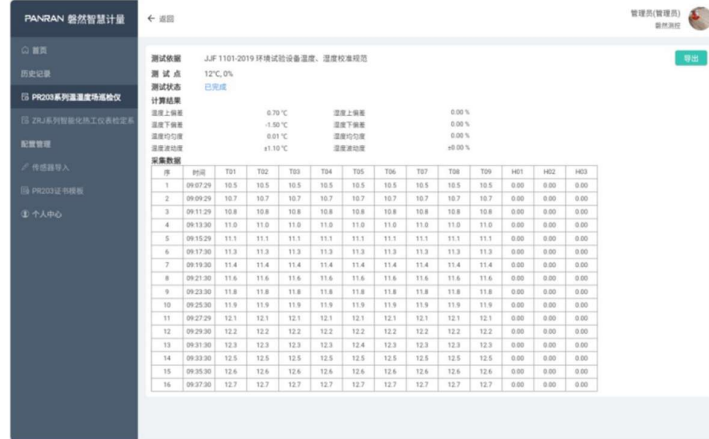 PANRAN 磐然智慧计量
← 返回
管理员(管理员)
磐然测控
首页
历史记录
PR203系列温湿度场巡检仪
ZRJ系列智能化热工仪表检定系
配置管理
传感器导入
PR203证书模板
个人中心
导出
测试依据 JJF 1101-2019 环境试验设备温度、湿度校准规范
测 试 点 12°C, 0%
测试状态 已完成
计算结果
温度上偏差 0.70 °C 湿度上偏差 0.00 %
温度下偏差 -1.50 °C 湿度下偏差 0.00 %
温度均匀度 0.01 °C 湿度均匀度 0.00 %
温度波动度 ±1.10 °C 湿度波动度 ±0.00 %
采集数据
序 时间 T01 T02 T03 T04 T05 T06 T07 T08 T09 H01 H02 H03
1 09:07:29 10.5 10.5 10.5 10.5 10.5 10.5 10.5 10.5 10.5 0.00 0.00 0.00
2 09:09:29 10.7 10.7 10.7 10.7 10.7 10.7 10.7 10.7 10.7 0.00 0.00 0.00
3 09:11:29 10.8 10.8 10.8 10.8 10.8 10.8 10.8 10.8 10.8 0.00 0.00 0.00
4 09:13:30 11.0 11.0 11.0 11.0 11.0 11.0 11.0 11.0 11.0 0.00 0.00 0.00
5 09:15:29 11.1 11.1 11.1 11.1 11.1 11.1 11.1 11.1 11.1 0.00 0.00 0.00
6 09:17:30 11.3 11.3 11.3 11.3 11.3 11.3 11.3 11.3 11.3 0.00 0.00 0.00
7 09:19:30 11.4 11.4 11.4 11.4 11.4 11.4 11.4 11.4 11.4 0.00 0.00 0.00
8 09:21:30 11.6 11.6 11.6 11.6 11.6 11.6 11.6 11.6 11.6 0.00 0.00 0.00
9 09:23:30 11.8 11.8 11.8 11.8 11.8 11.8 11.8 11.8 11.8 0.00 0.00 0.00
10 09:25:30 11.9 11.9 11.9 11.9 11.9 11.9 11.9 11.9 11.9 0.00 0.00 0.00
11 09:27:29 12.1 12.1 12.1 12.1 12.1 12.1 12.1 12.1 12.1 0.00 0.00 0.00
12 09:29:30 12.2 12.2 12.2 12.2 12.2 12.2 12.2 12.2 12.2 0.00 0.00 0.00
13 09:31:30 12.3 12.3 12.3 12.3 12.4 12.3 12.3 12.3 12.3 0.00 0.00 0.00
14 09:33:30 12.5 12.5 12.5 12.5 12.5 12.5 12.5 12.5 12.5 0.00 0.00 0.00
15 09:35:30 12.6 12.6 12.6 12.6 12.6 12.6 12.6 12.6 12.6 0.00 0.00 0.00
16 09:37:30 12.7 12.7 12.7 12.7 12.7 12.7 12.7 12.7 12.7 0.00 0.00 0.00